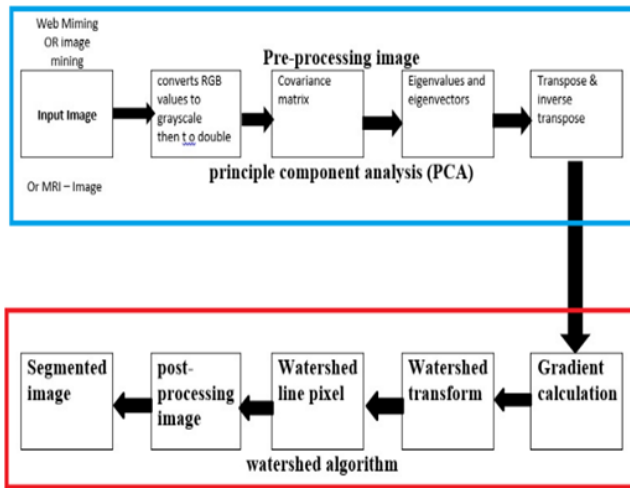 Web Miming
OR image
mining
Pre-processing image
Input Image
converts RGB
values to
grayscale
then t o double
Covariance
matrix
Eigenvalues and
eigenvectors
Transpose &
inverse
transpose
principle component analysis (PCA)
Or MRI – Image
Segmented
image
post-
processing
image
Watershed
line pixel
Watershed
transform
Gradient
calculation
watershed algorithm